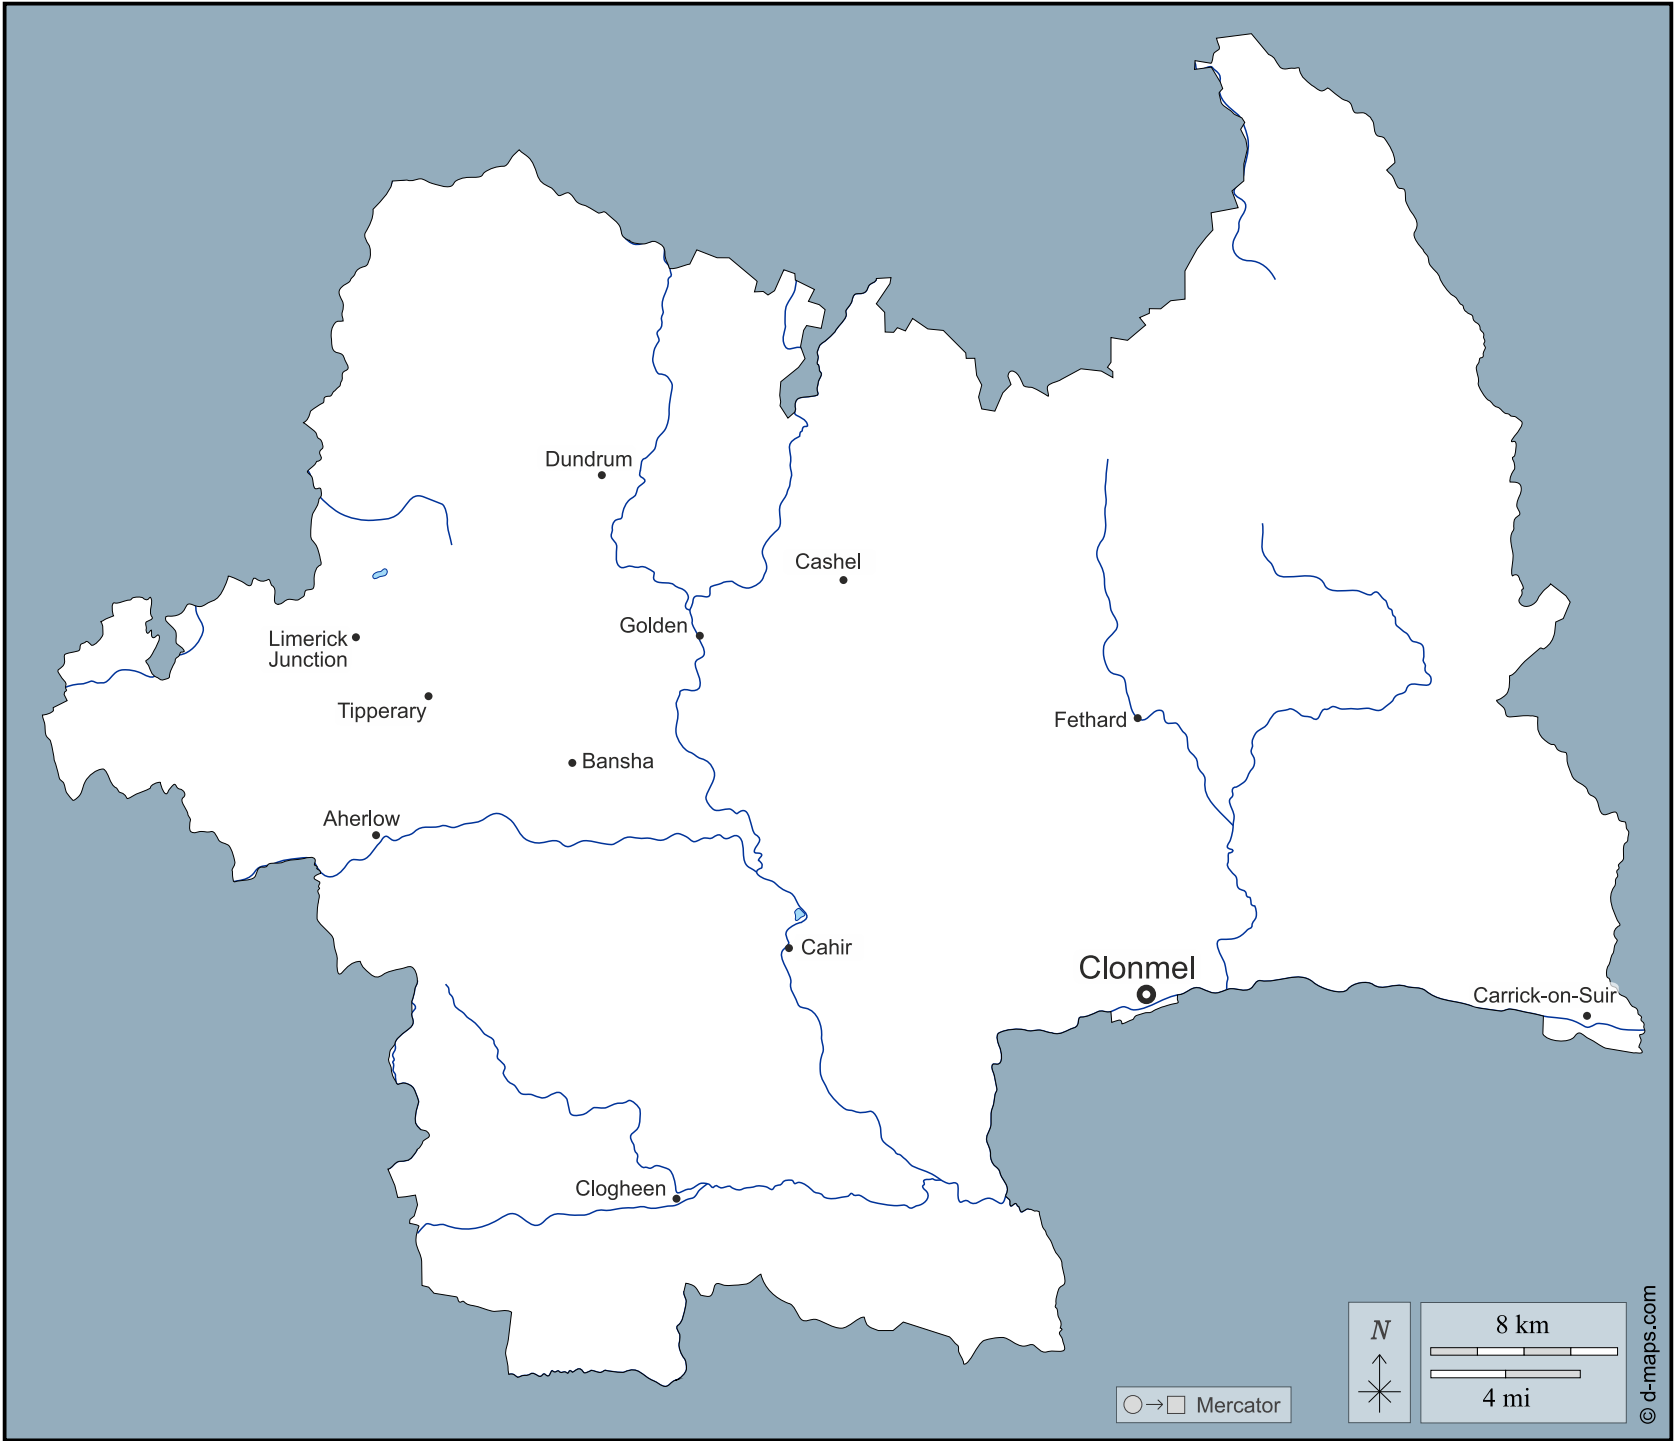 Dundrum
Cashel
Golden
Limerick
Junction
Tipperary
Fethard
Bansha
Aherlow
Cahir
Clonmel
Carrick-on-Suir
Clogheen
N
8 km
4 mi
Mercator
© d-maps.com